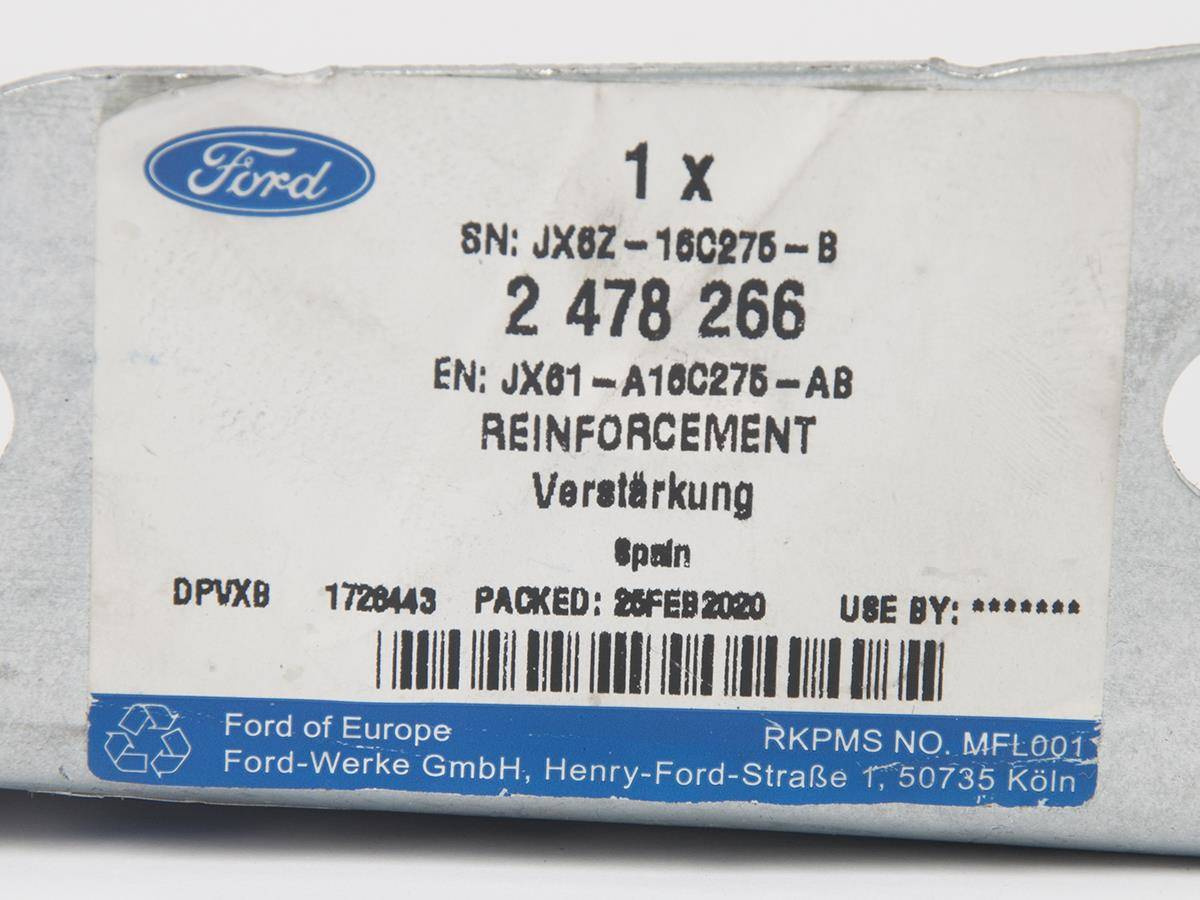 Ford
1 x
SN: JX6Z-16C275-B
2 478 266
EN: JX61-A16C275-AB
REINFORCEMENT
Verstärkung
Spain
DPVXB 1726443 PACKED: 25FEB2020 USE BY: *******
Ford of Europe RKPMS NO. MFL001
Ford-Werke GmbH, Henry-Ford-Straße 1, 50735 Köln